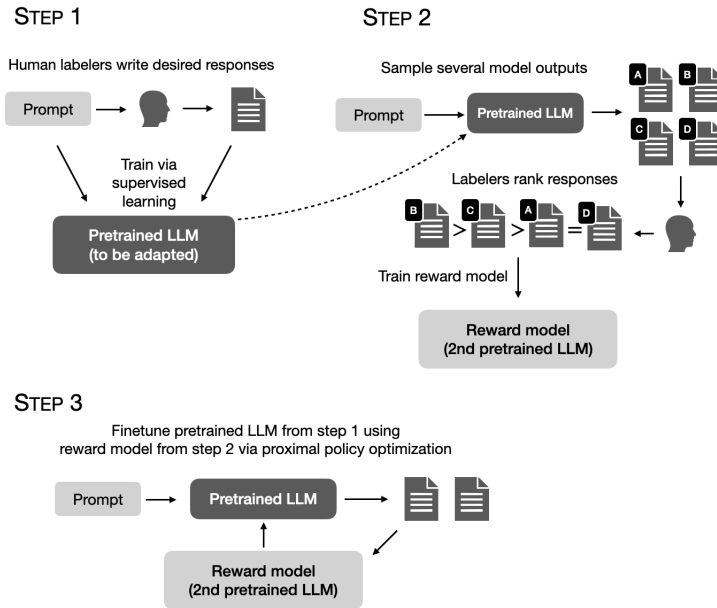 STEP 1
Human labelers write desired responses
Prompt
Train via
supervised
learning
Pretrained LLM
(to be adapted)
STEP 2
Sample several model outputs
Prompt
Pretrained LLM
A
B
C
D
Labelers rank responses
B > C > A = D
Train reward model
Reward model
(2nd pretrained LLM)
STEP 3
Finetune pretrained LLM from step 1 using
reward model from step 2 via proximal policy optimization
Prompt
Pretrained LLM
Reward model
(2nd pretrained LLM)